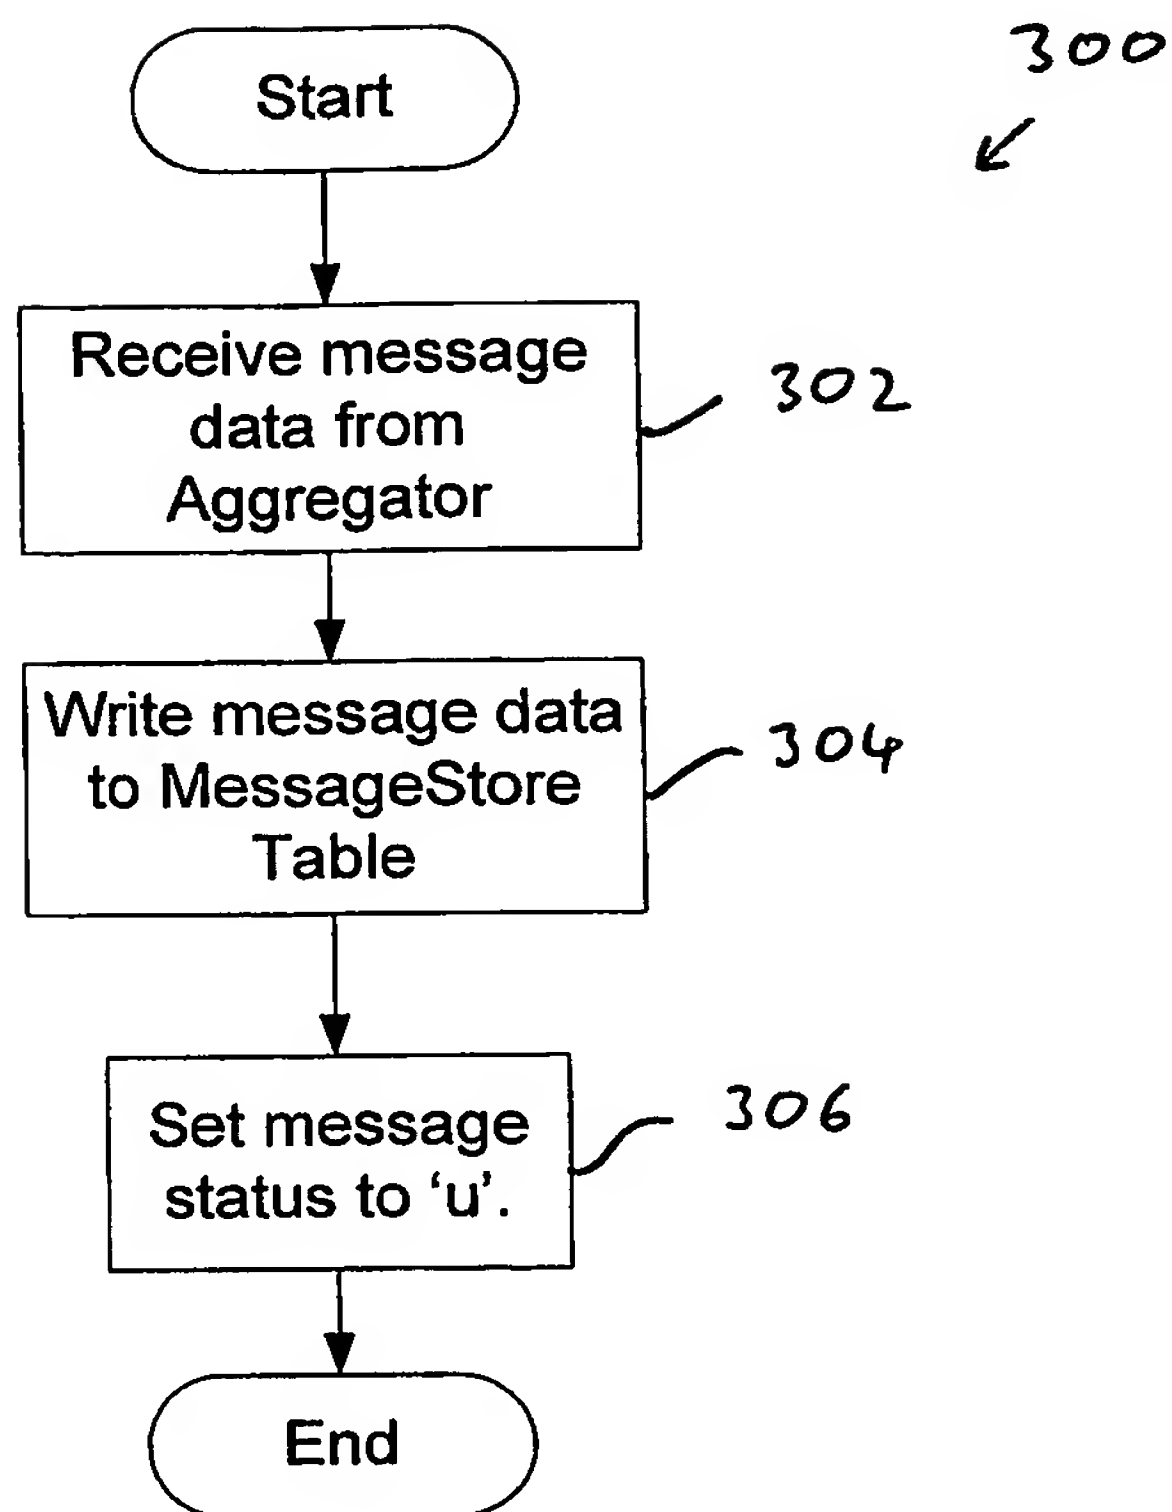 300
Start
Receive message
data from
Aggregator
302
Write message data
to MessageStore
Table
304
Set message
status to ‘u’.
306
End